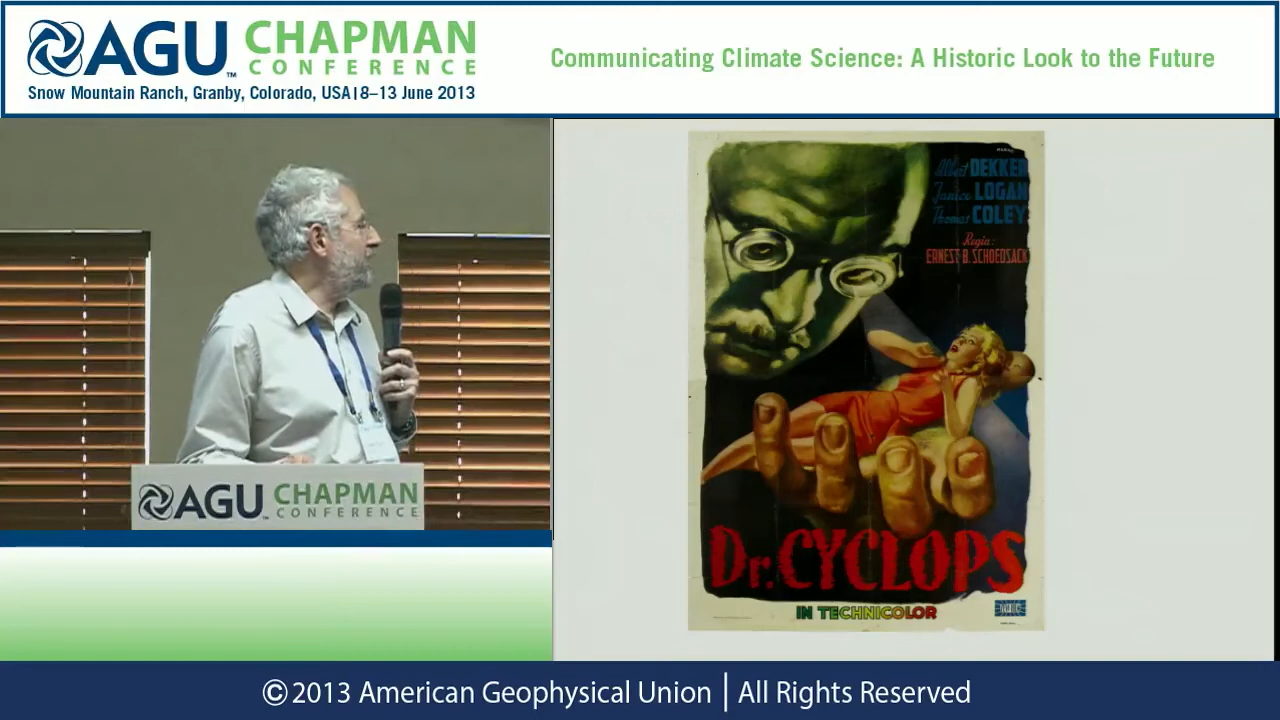 AGU CHAPMAN
CONFERENCE
TM
Snow Mountain Ranch, Granby, Colorado, USA|8–13 June 2013
Communicating Climate Science: A Historic Look to the Future
Albert DEKKER
Janice LOGAN
Thomas COLEY
Regia:
ERNEST B. SCHOEDSACK
Dr. CYCLOPS
IN TECHNICOLOR
AGU CHAPMAN
CONFERENCE
© 2013 American Geophysical Union | All Rights Reserved